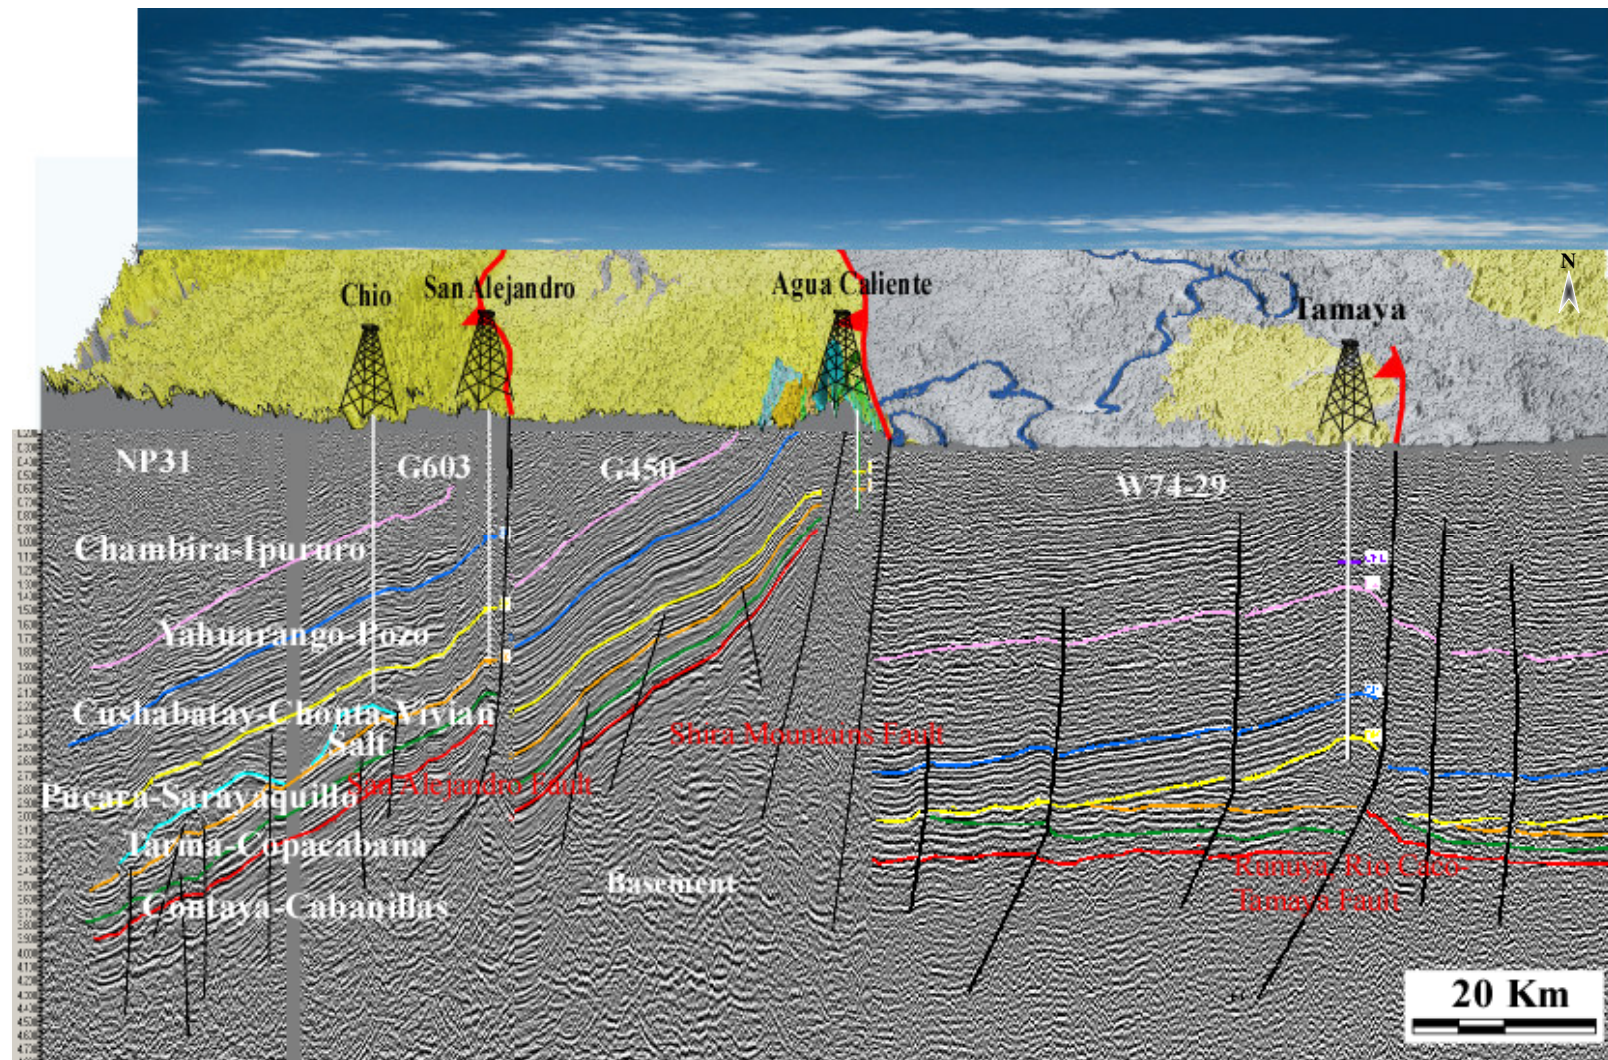 N
Chio
San Alejandro
Agua Caliente
Tamaya
NP31
G603
G450
W74-29
Chambira-Ipururo
Yahuarango-Pozo
Cushabatay-Chonta-Vivian
Salt
Shira Mountains Fault
San Alejandro Fault
Pucara-Sarayaquillo
Tarma-Copacabana
Contaya-Cabanillas
Basement
Runuya, Rio Caco-
Tamaya Fault
20 Km